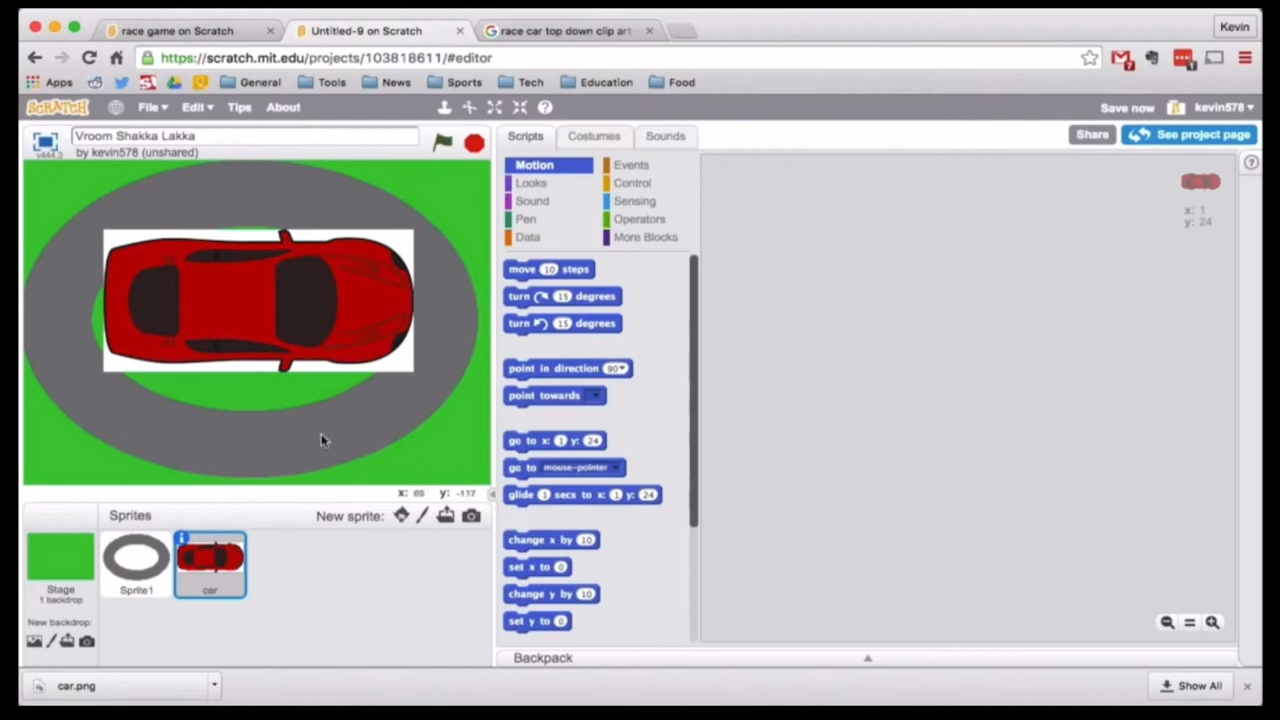 race game on Scratch
Untitled-9 on Scratch
race car top down clip art
Kevin
https://scratch.mit.edu/projects/103818611/#editor
Apps
General
Tools
News
Sports
Tech
Education
Food
SCRATCH
File
Edit
Tips
About
Save now
kevin578
Vroom Shakka Lakka
by kevin578 (unshared)
v444.3
Scripts
Costumes
Sounds
Share
See project page
Motion
Events
Looks
Control
Sound
Sensing
Pen
Operators
Data
More Blocks
x: 1
y: 24
move 10 steps
turn 15 degrees
turn 15 degrees
point in direction 90
point towards
go to x: 1 y: 24
go to mouse-pointer
glide 1 secs to x: 1 y: 24
change x by 10
set x to 0
change y by 10
set y to 0
x: 69 y: -137
Sprites
New sprite:
Stage
1 backdrop
Sprite1
car
New backdrop:
Backpack
car.png
Show All